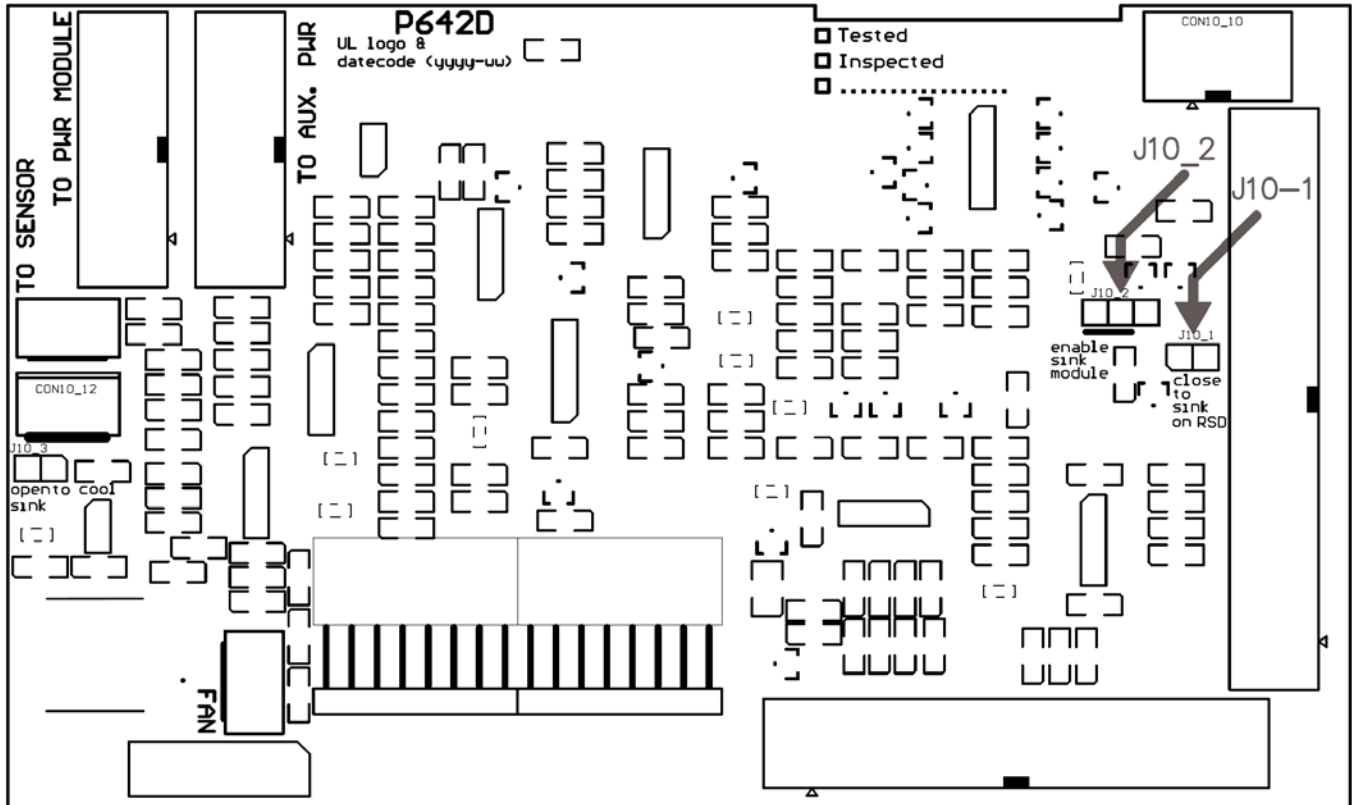 P642D
UL logo &
datecode (yyyy-uw)
Tested
Inspected
CON10_10
TO PWR MODULE
TO AUX. PWR
TO SENSOR
J10_2
J10-1
J10_2
J10_1
enable
sink
module
close
to
sink
on RSD
CON10_12
J10_3
opento cool
sink
FAN